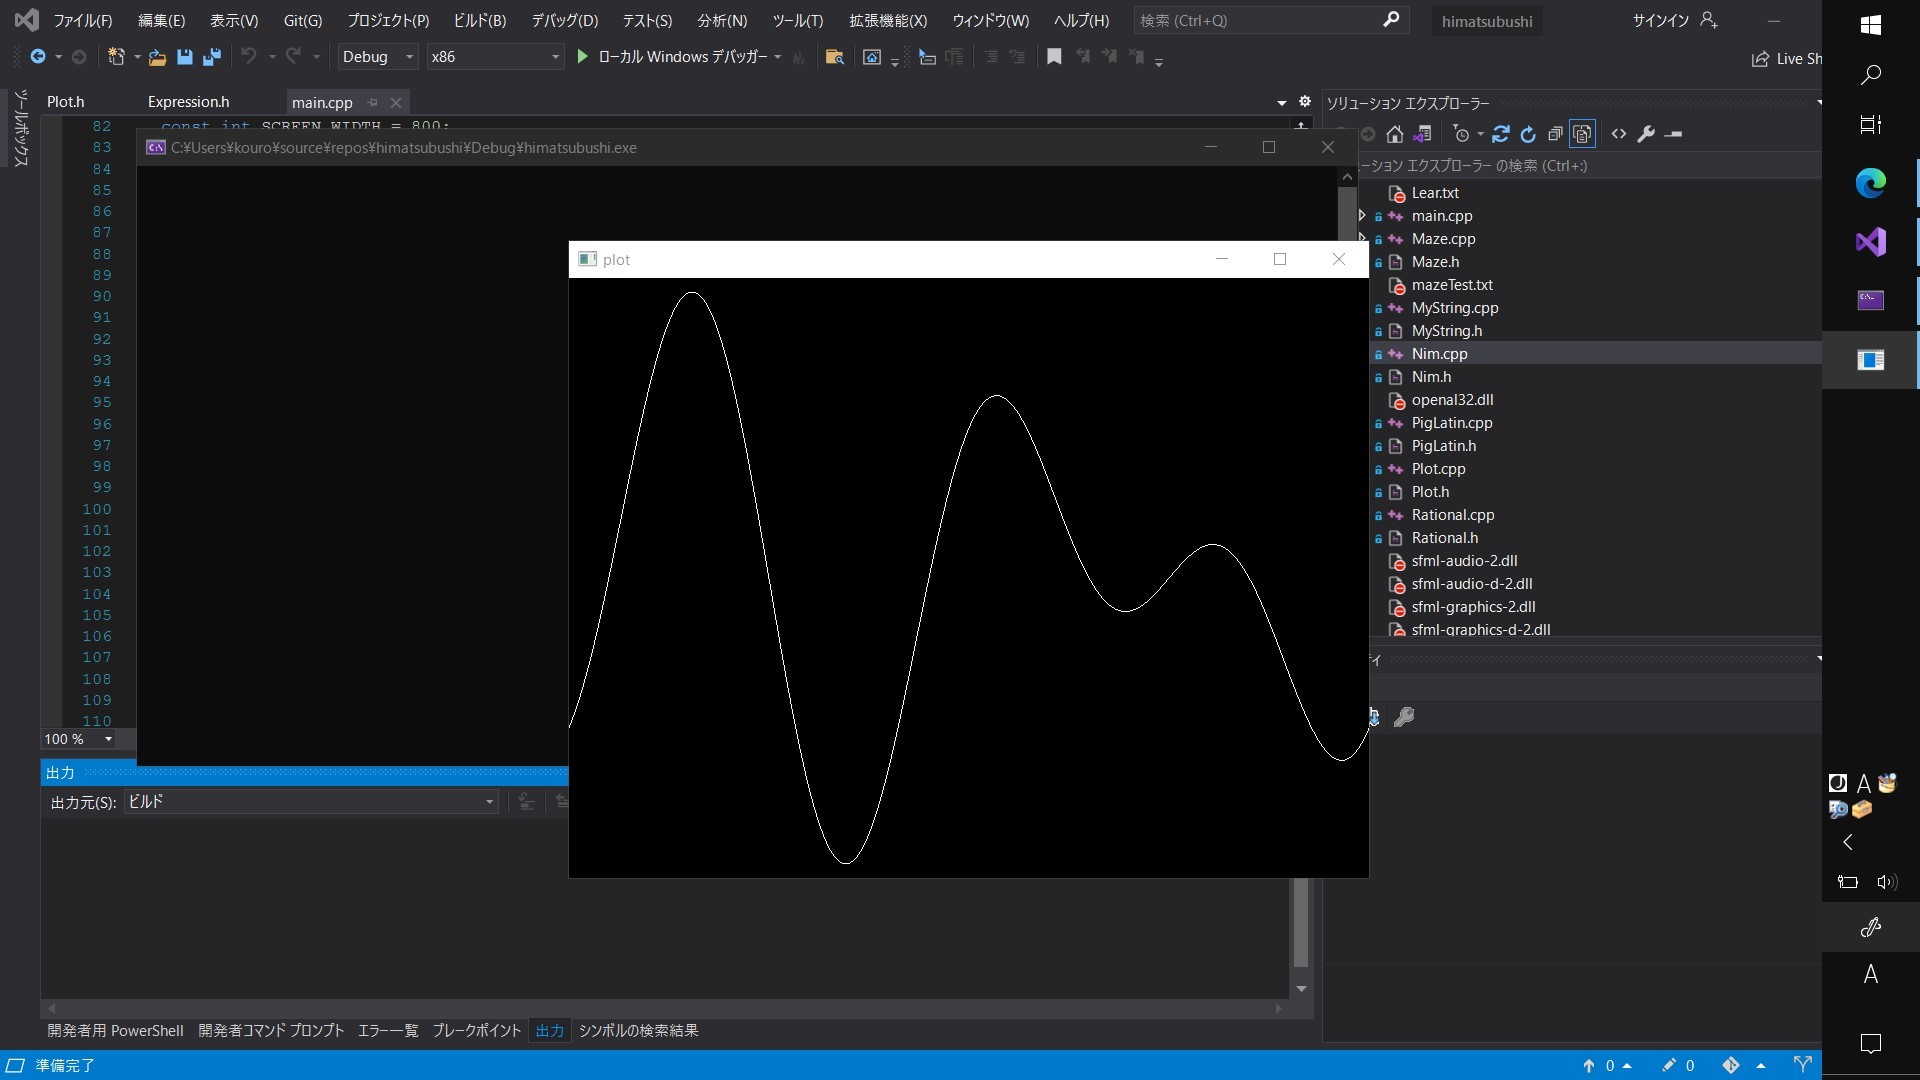 ファイル(F) 編集(E) 表示(V) Git(G) プロジェクト(P) ビルド(B) デバッグ(D) テスト(S) 分析(N) ツール(T) 拡張機能(X) ウィンドウ(W) ヘルプ(H) 検索 (Ctrl+Q) himatsubushi サインイン
Debug x86 ローカル Windows デバッガー Live Sh
ツールボックス
Plot.h Expression.h main.cpp
ソリューション エクスプローラー
82 const int SCREEN_WIDTH = 800;
83
84
85
86
87
88
89
90
91
92
93
94
95
96
97
98
99
100
101
102
103
104
105
106
107
108
109
110
C:¥Users¥kouro¥source¥repos¥himatsubushi¥Debug¥himatsubushi.exe
plot
ーション エクスプローラー の検索 (Ctrl+:)
Lear.txt
main.cpp
Maze.cpp
Maze.h
mazeTest.txt
MyString.cpp
MyString.h
Nim.cpp
Nim.h
openal32.dll
PigLatin.cpp
PigLatin.h
Plot.cpp
Plot.h
Rational.cpp
Rational.h
sfml-audio-2.dll
sfml-audio-d-2.dll
sfml-graphics-2.dll
sfml-graphics-d-2.dll
ィ
100 %
出力
出力元(S): ビルド
開発者用 PowerShell 開発者コマンド プロンプト エラー一覧 ブレークポイント 出力 シンボルの検索結果
準備完了 0 0
A
A